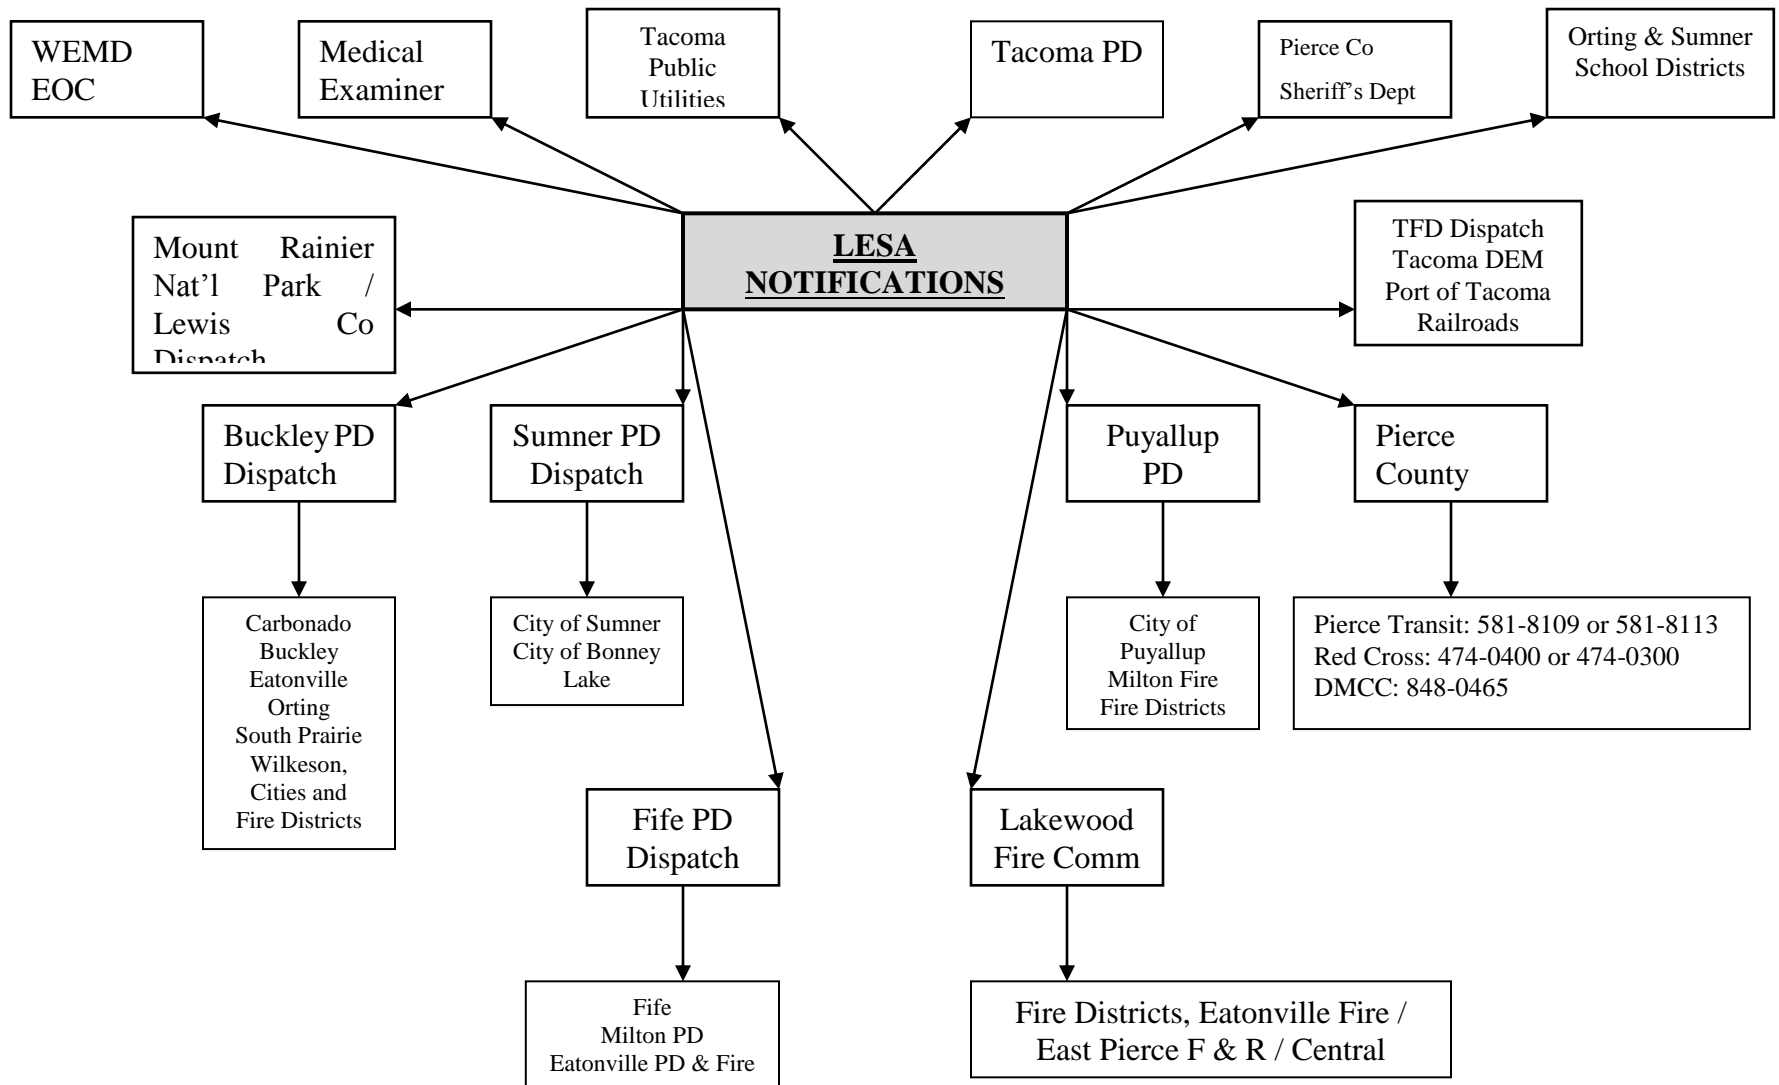 WEMD
EOC
Medical
Examiner
Tacoma
Public
Utilities
Tacoma PD
Pierce Co
Sheriff's Dept
Orting & Sumner
School Districts
LESA
NOTIFICATIONS
Mount Rainier
Nat'l Park /
Lewis Co
Dispatch
TFD Dispatch
Tacoma DEM
Port of Tacoma
Railroads
Buckley PD
Dispatch
Sumner PD
Dispatch
Puyallup
PD
Pierce
County
Carbonado
Buckley
Eatonville
Orting
South Prairie
Wilkeson,
Cities and
Fire Districts
City of Sumner
City of Bonney
Lake
City of
Puyallup
Milton Fire
Fire Districts
Pierce Transit: 581-8109 or 581-8113
Red Cross: 474-0400 or 474-0300
DMCC: 848-0465
Fife PD
Dispatch
Lakewood
Fire Comm
Fife
Milton PD
Eatonville PD & Fire
Fire Districts, Eatonville Fire /
East Pierce F & R / Central